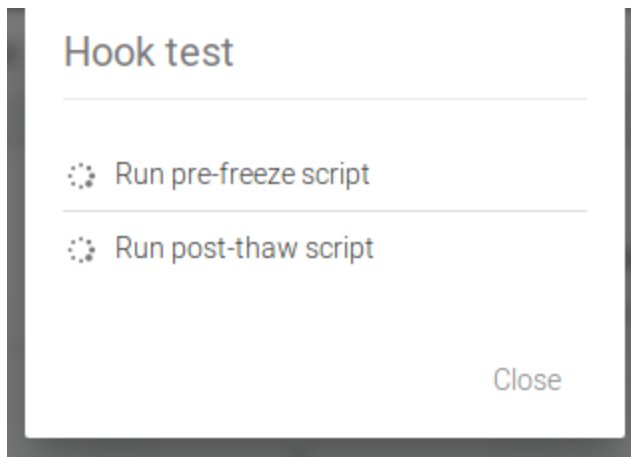 Hook test
Run pre-freeze script
Run post-thaw script
Close